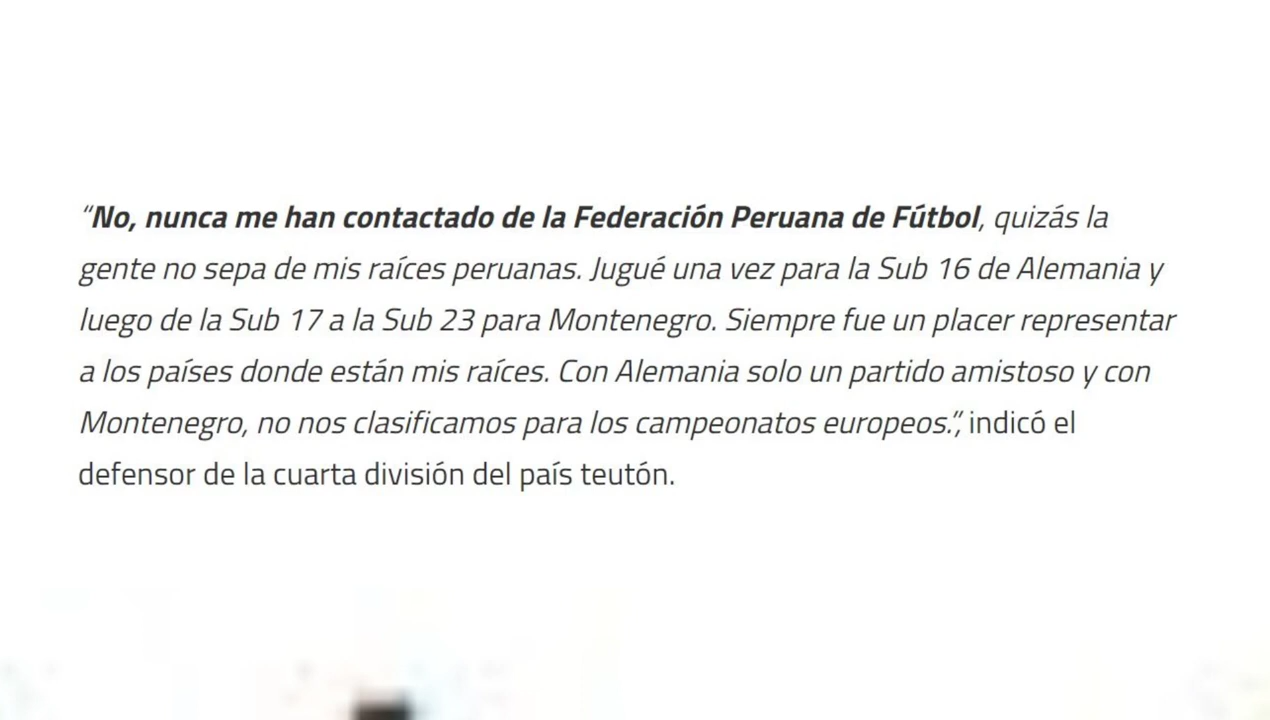 “No, nunca me han contactado de la Federación Peruana de Fútbol, quizás la
gente no sepa de mis raíces peruanas. Jugué una vez para la Sub 16 de Alemania y
luego de la Sub 17 a la Sub 23 para Montenegro. Siempre fue un placer representar
a los países donde están mis raíces. Con Alemania solo un partido amistoso y con
Montenegro, no nos clasificamos para los campeonatos europeos.”, indicó el
defensor de la cuarta división del país teutón.